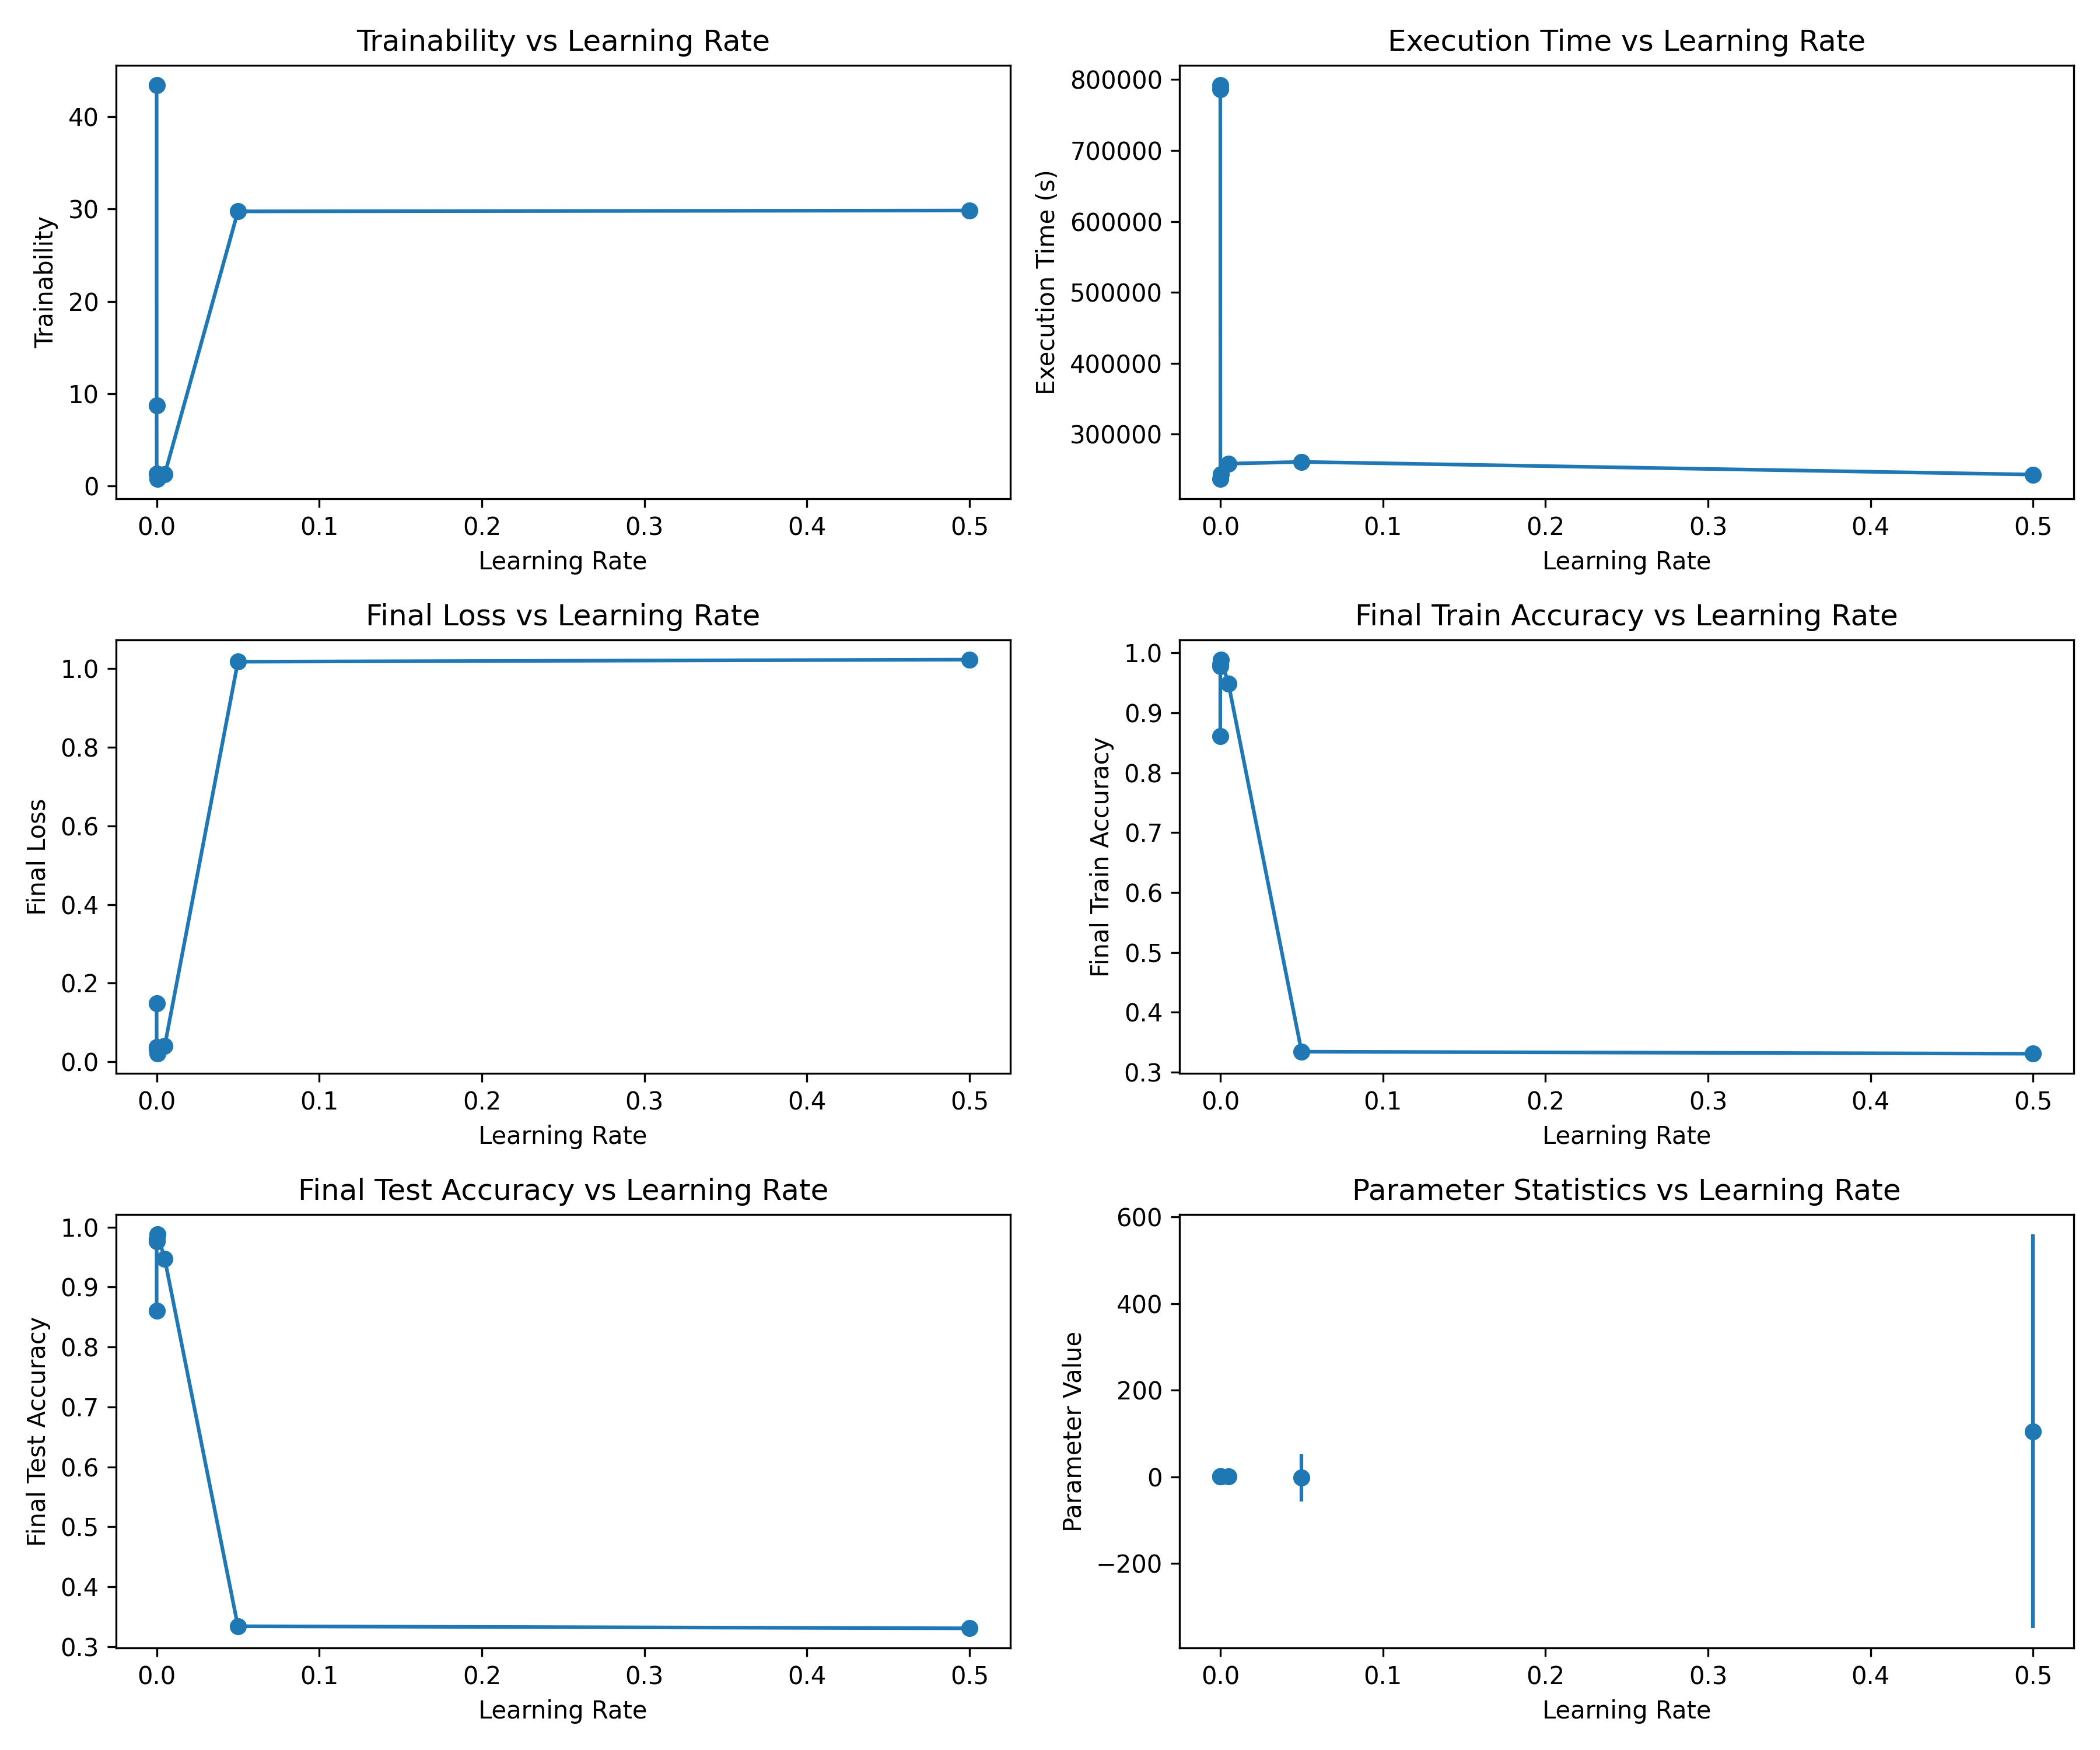 Trainability vs Learning Rate
Trainability
40
30
20
10
0
0.0 0.1 0.2 0.3 0.4 0.5
Learning Rate
Execution Time vs Learning Rate
Execution Time (s)
800000
700000
600000
500000
400000
300000
0.0 0.1 0.2 0.3 0.4 0.5
Learning Rate
Final Loss vs Learning Rate
Final Loss
1.0
0.8
0.6
0.4
0.2
0.0
0.0 0.1 0.2 0.3 0.4 0.5
Learning Rate
Final Train Accuracy vs Learning Rate
Final Train Accuracy
1.0
0.9
0.8
0.7
0.6
0.5
0.4
0.3
0.0 0.1 0.2 0.3 0.4 0.5
Learning Rate
Final Test Accuracy vs Learning Rate
Final Test Accuracy
1.0
0.9
0.8
0.7
0.6
0.5
0.4
0.3
0.0 0.1 0.2 0.3 0.4 0.5
Learning Rate
Parameter Statistics vs Learning Rate
Parameter Value
600
400
200
0
−200
0.0 0.1 0.2 0.3 0.4 0.5
Learning Rate